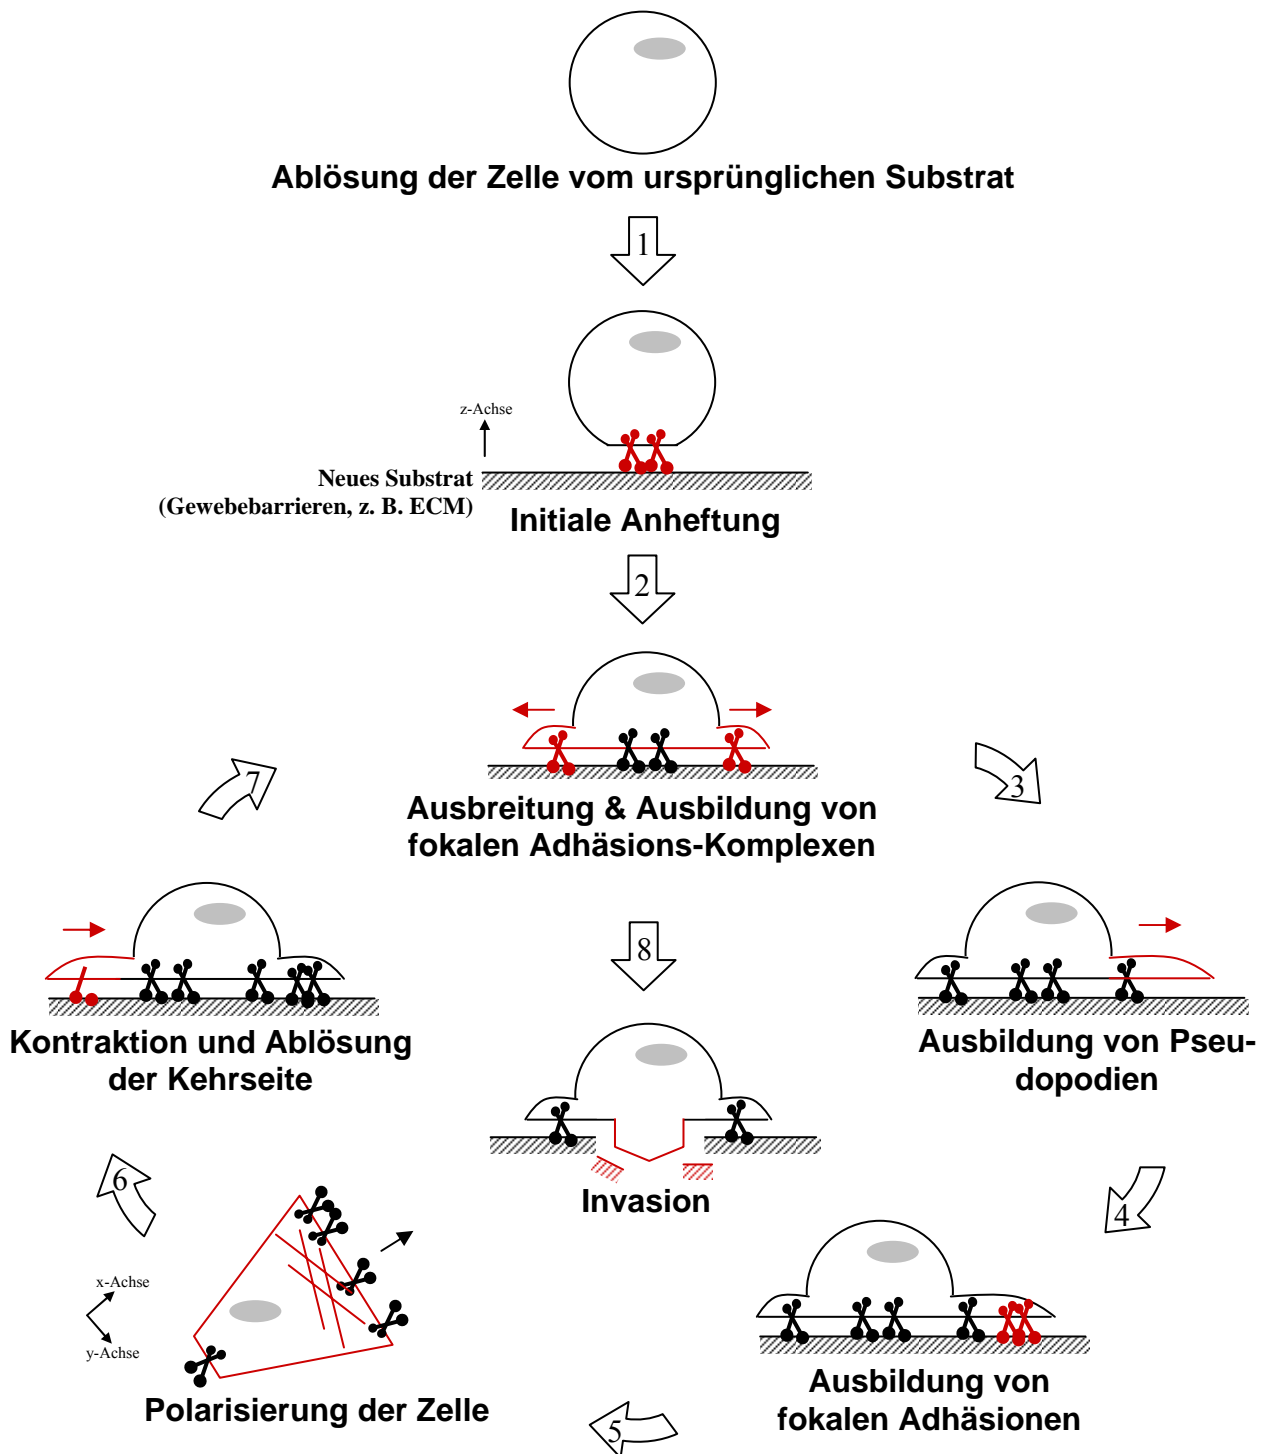 Ablösung der Zelle vom ursprünglichen Substrat
1
z-Achse
Neues Substrat
(Gewebebarrieren, z. B. ECM)
Initiale Anheftung
2
Ausbreitung & Ausbildung von
fokalen Adhäsions-Komplexen
3
7
8
Kontraktion und Ablösung
der Kehrseite
Ausbildung von Pseu-
dopodien
Invasion
4
6
x-Achse
y-Achse
Polarisierung der Zelle
Ausbildung von
fokalen Adhäsionen
5